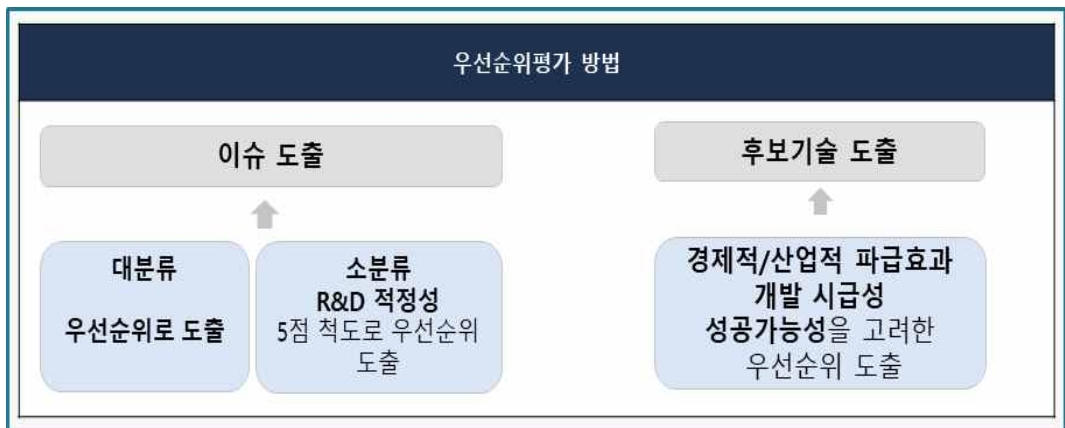 우선순위평가 방법
이슈 도출
후보기술 도출
대분류
우선순위로 도출
소분류
R&D 적정성
5점 척도로 우선순위
도출
경제적/산업적 파급효과
개발 시급성
성공가능성을 고려한
우선순위 도출